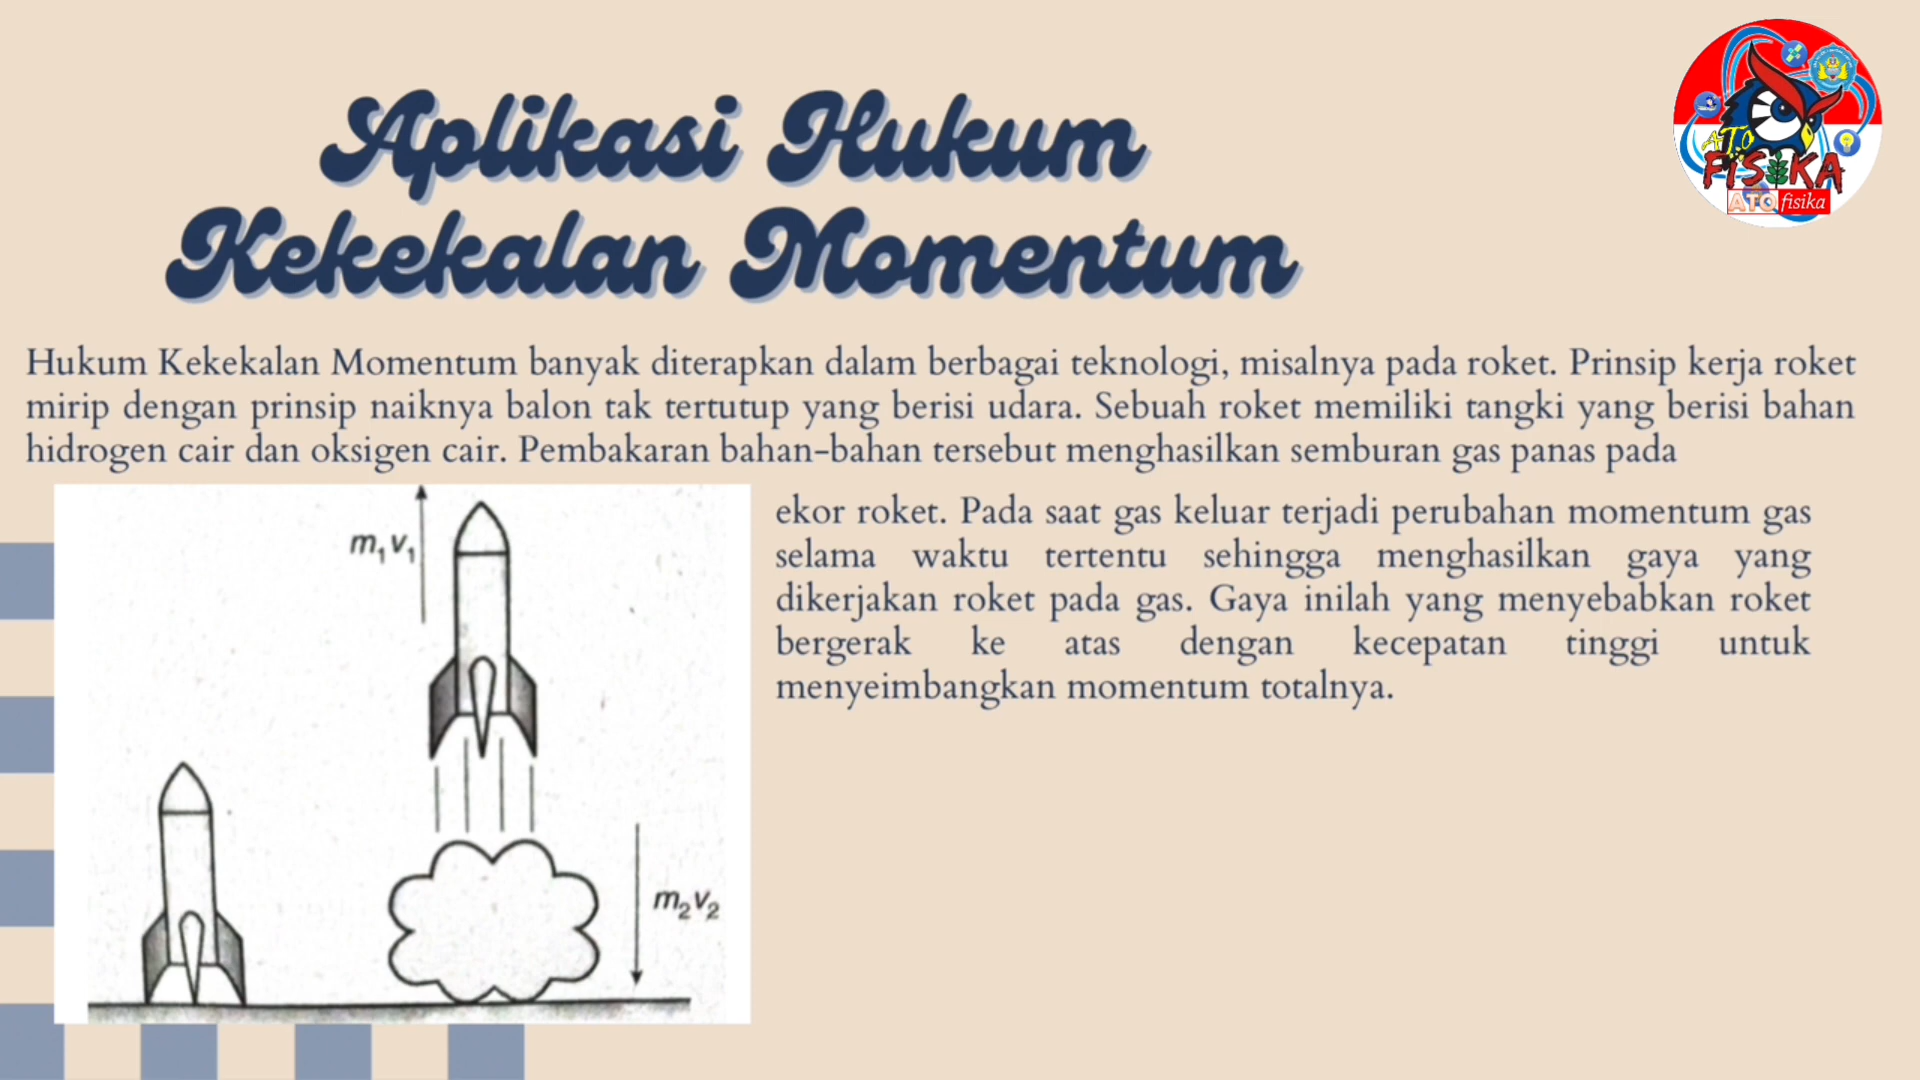 Aplikasi Hukum
Kekekalan Momentum
ATO
FISIKA
ATO fisika
Hukum Kekekalan Momentum banyak diterapkan dalam berbagai teknologi, misalnya pada roket. Prinsip kerja roket
mirip dengan prinsip naiknya balon tak tertutup yang berisi udara. Sebuah roket memiliki tangki yang berisi bahan
hidrogen cair dan oksigen cair. Pembakaran bahan-bahan tersebut menghasilkan semburan gas panas pada
ekor roket. Pada saat gas keluar terjadi perubahan momentum gas
selama waktu tertentu sehingga menghasilkan gaya yang
dikerjakan roket pada gas. Gaya inilah yang menyebabkan roket
bergerak ke atas dengan kecepatan tinggi untuk
menyeimbangkan momentum totalnya.
m₁v₁
m₂v₂